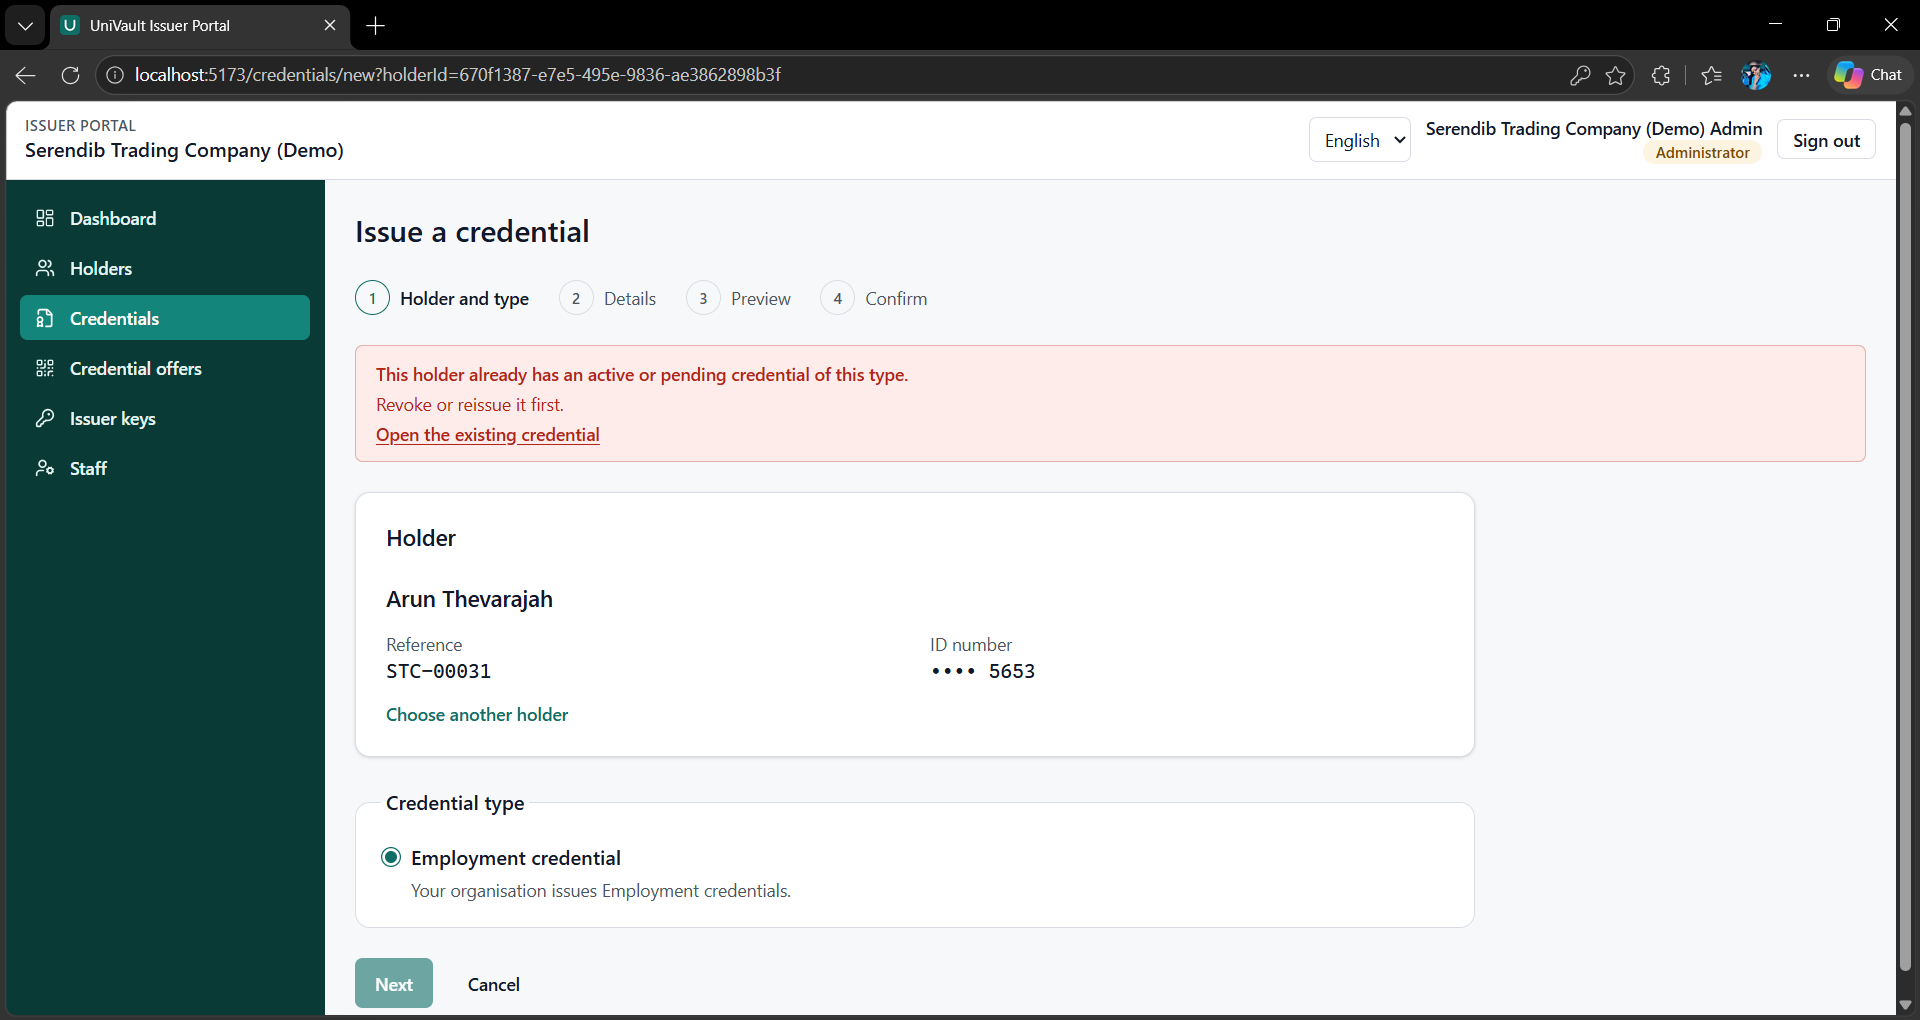 UniVault Issuer Portal
localhost:5173/credentials/new?holderId=670f1387-e7e5-495e-9836-ae3862898b3f
Chat
ISSUER PORTAL
Serendib Trading Company (Demo)
English
Serendib Trading Company (Demo) Admin
Administrator
Sign out
Dashboard
Holders
Credentials
Credential offers
Issuer keys
Staff
Issue a credential
1 Holder and type
2 Details
3 Preview
4 Confirm
This holder already has an active or pending credential of this type.
Revoke or reissue it first.
Open the existing credential
Holder
Arun Thevarajah
Reference
STC-00031
ID number
•••• 5653
Choose another holder
Credential type
Employment credential
Your organisation issues Employment credentials.
Next
Cancel